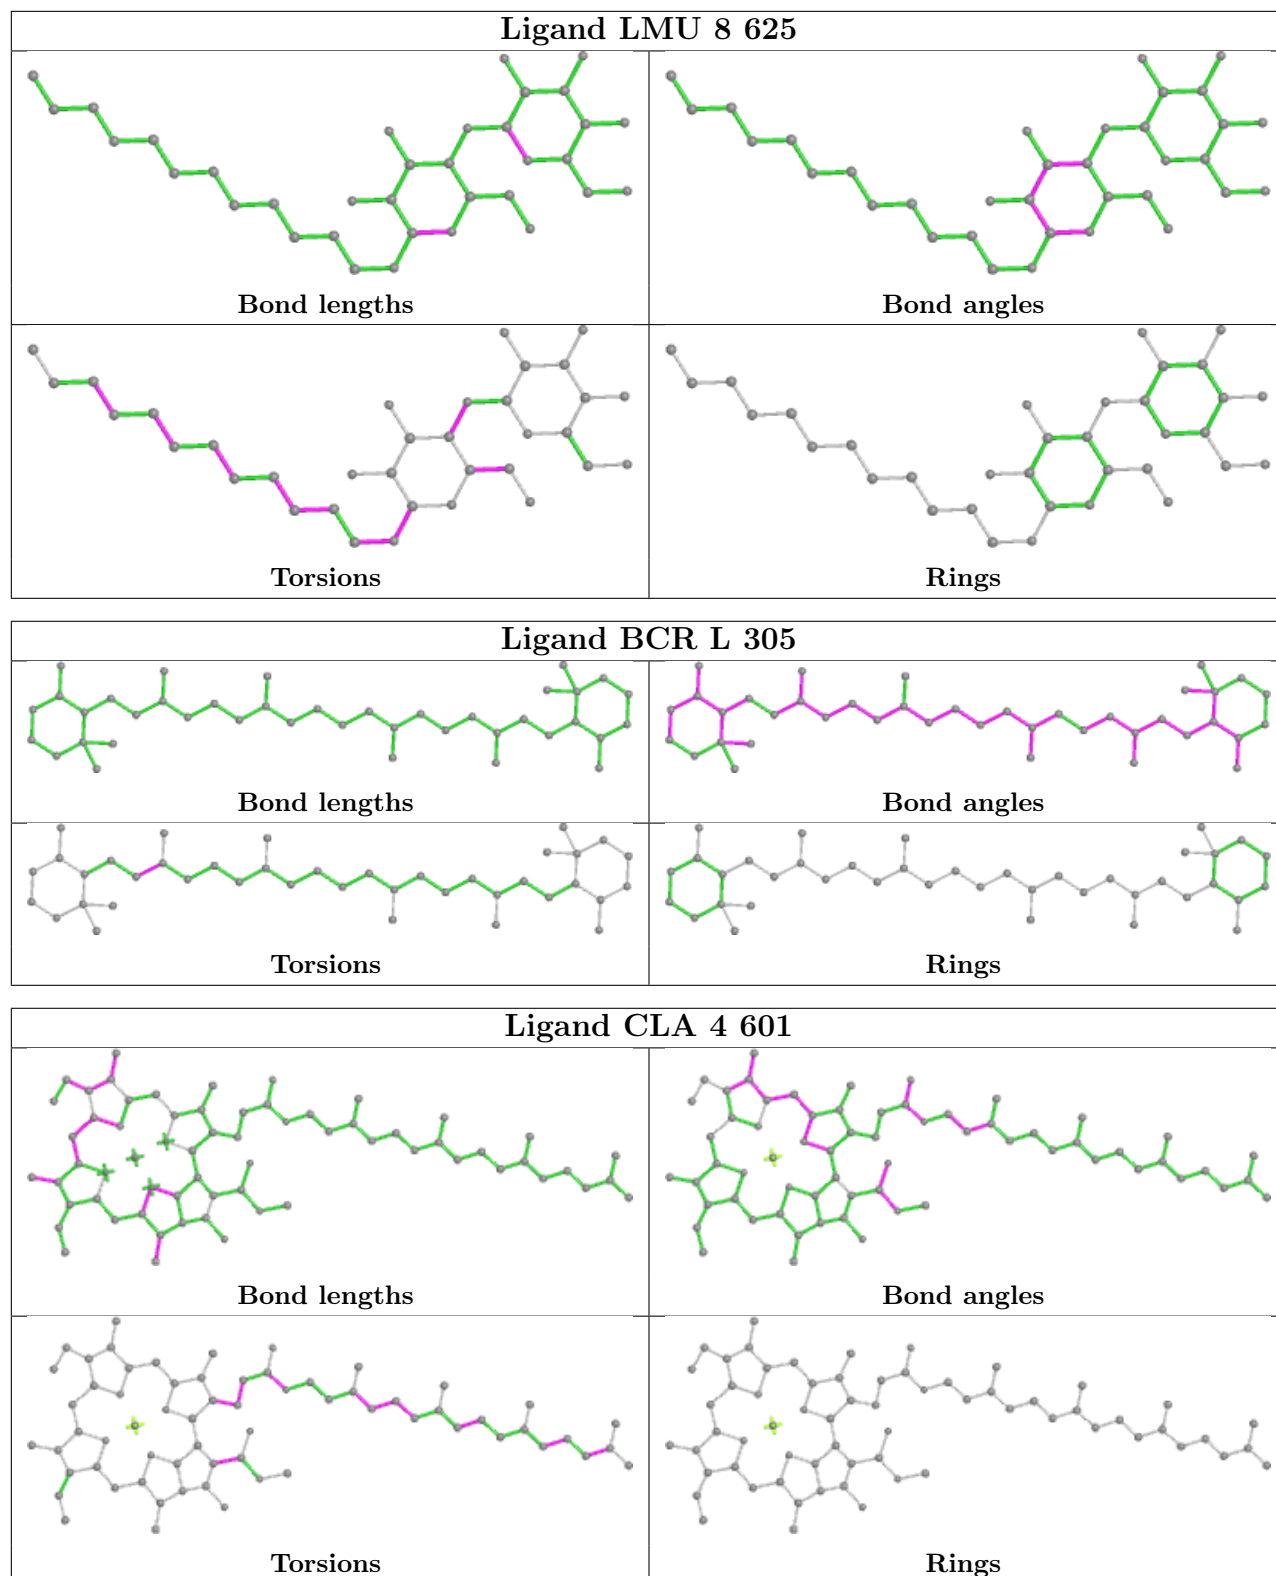 Ligand LMU 8 625
Bond lengths
Bond angles
Torsions
Rings
Ligand BCR L 305
Bond lengths
Bond angles
Torsions
Rings
Ligand CLA 4 601
Bond lengths
Bond angles
Torsions
Rings